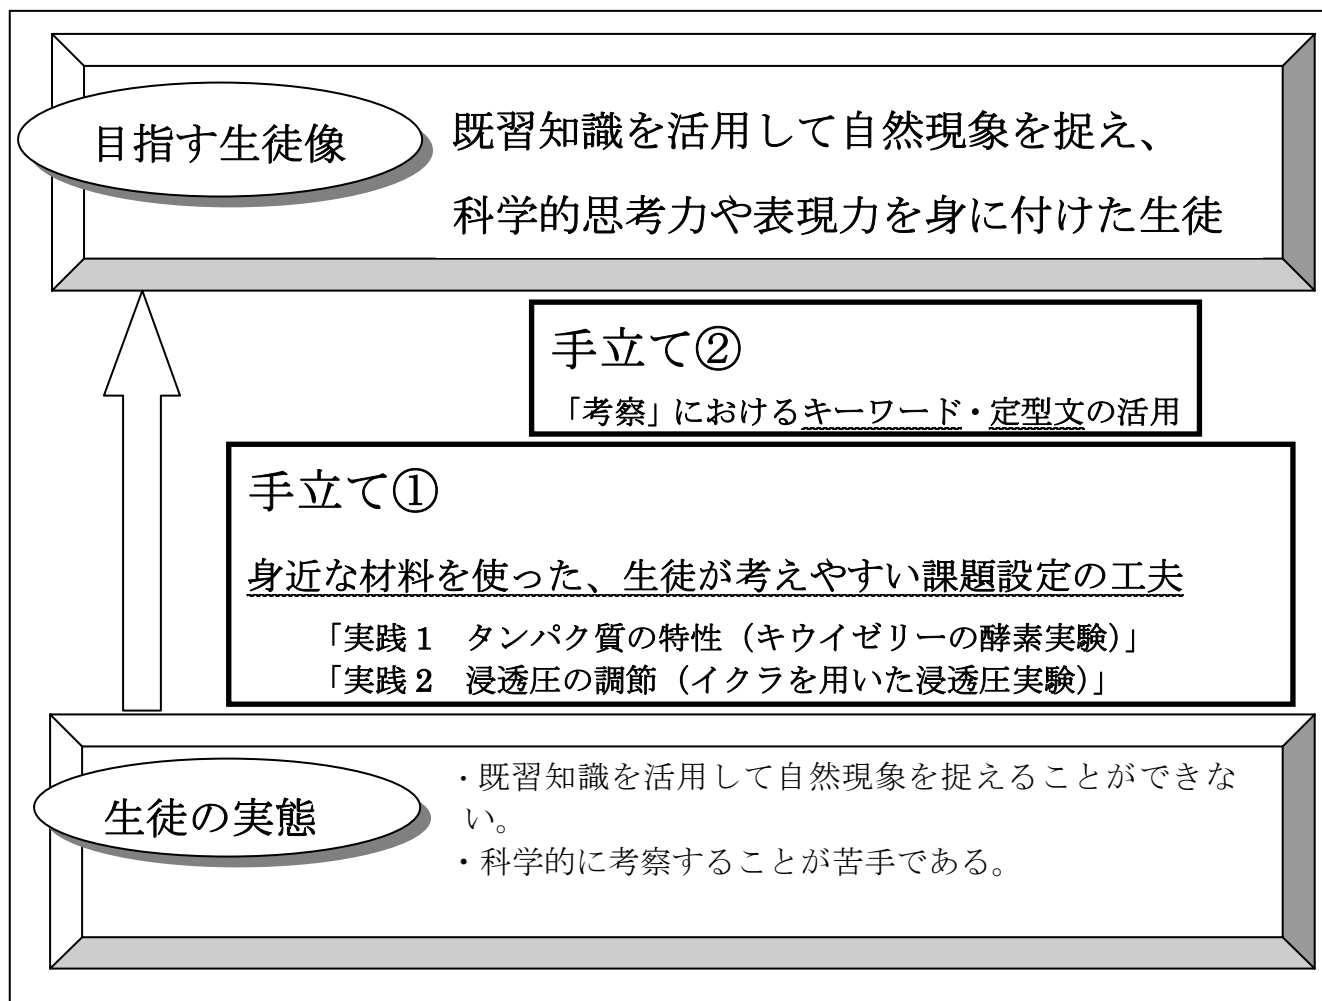 目指す生徒像
既習知識を活用して自然現象を捉え、
科学的思考力や表現力を身に付けた生徒
手立て②
「考察」におけるキーワード・定型文の活用
手立て①
身近な材料を使った、生徒が考えやすい課題設定の工夫
「実践1　タンパク質の特性（キウイゼリーの酵素実験）」
「実践2　浸透圧の調節（イクラを用いた浸透圧実験）」
生徒の実態
・既習知識を活用して自然現象を捉えることができな
い。
・科学的に考察することが苦手である。